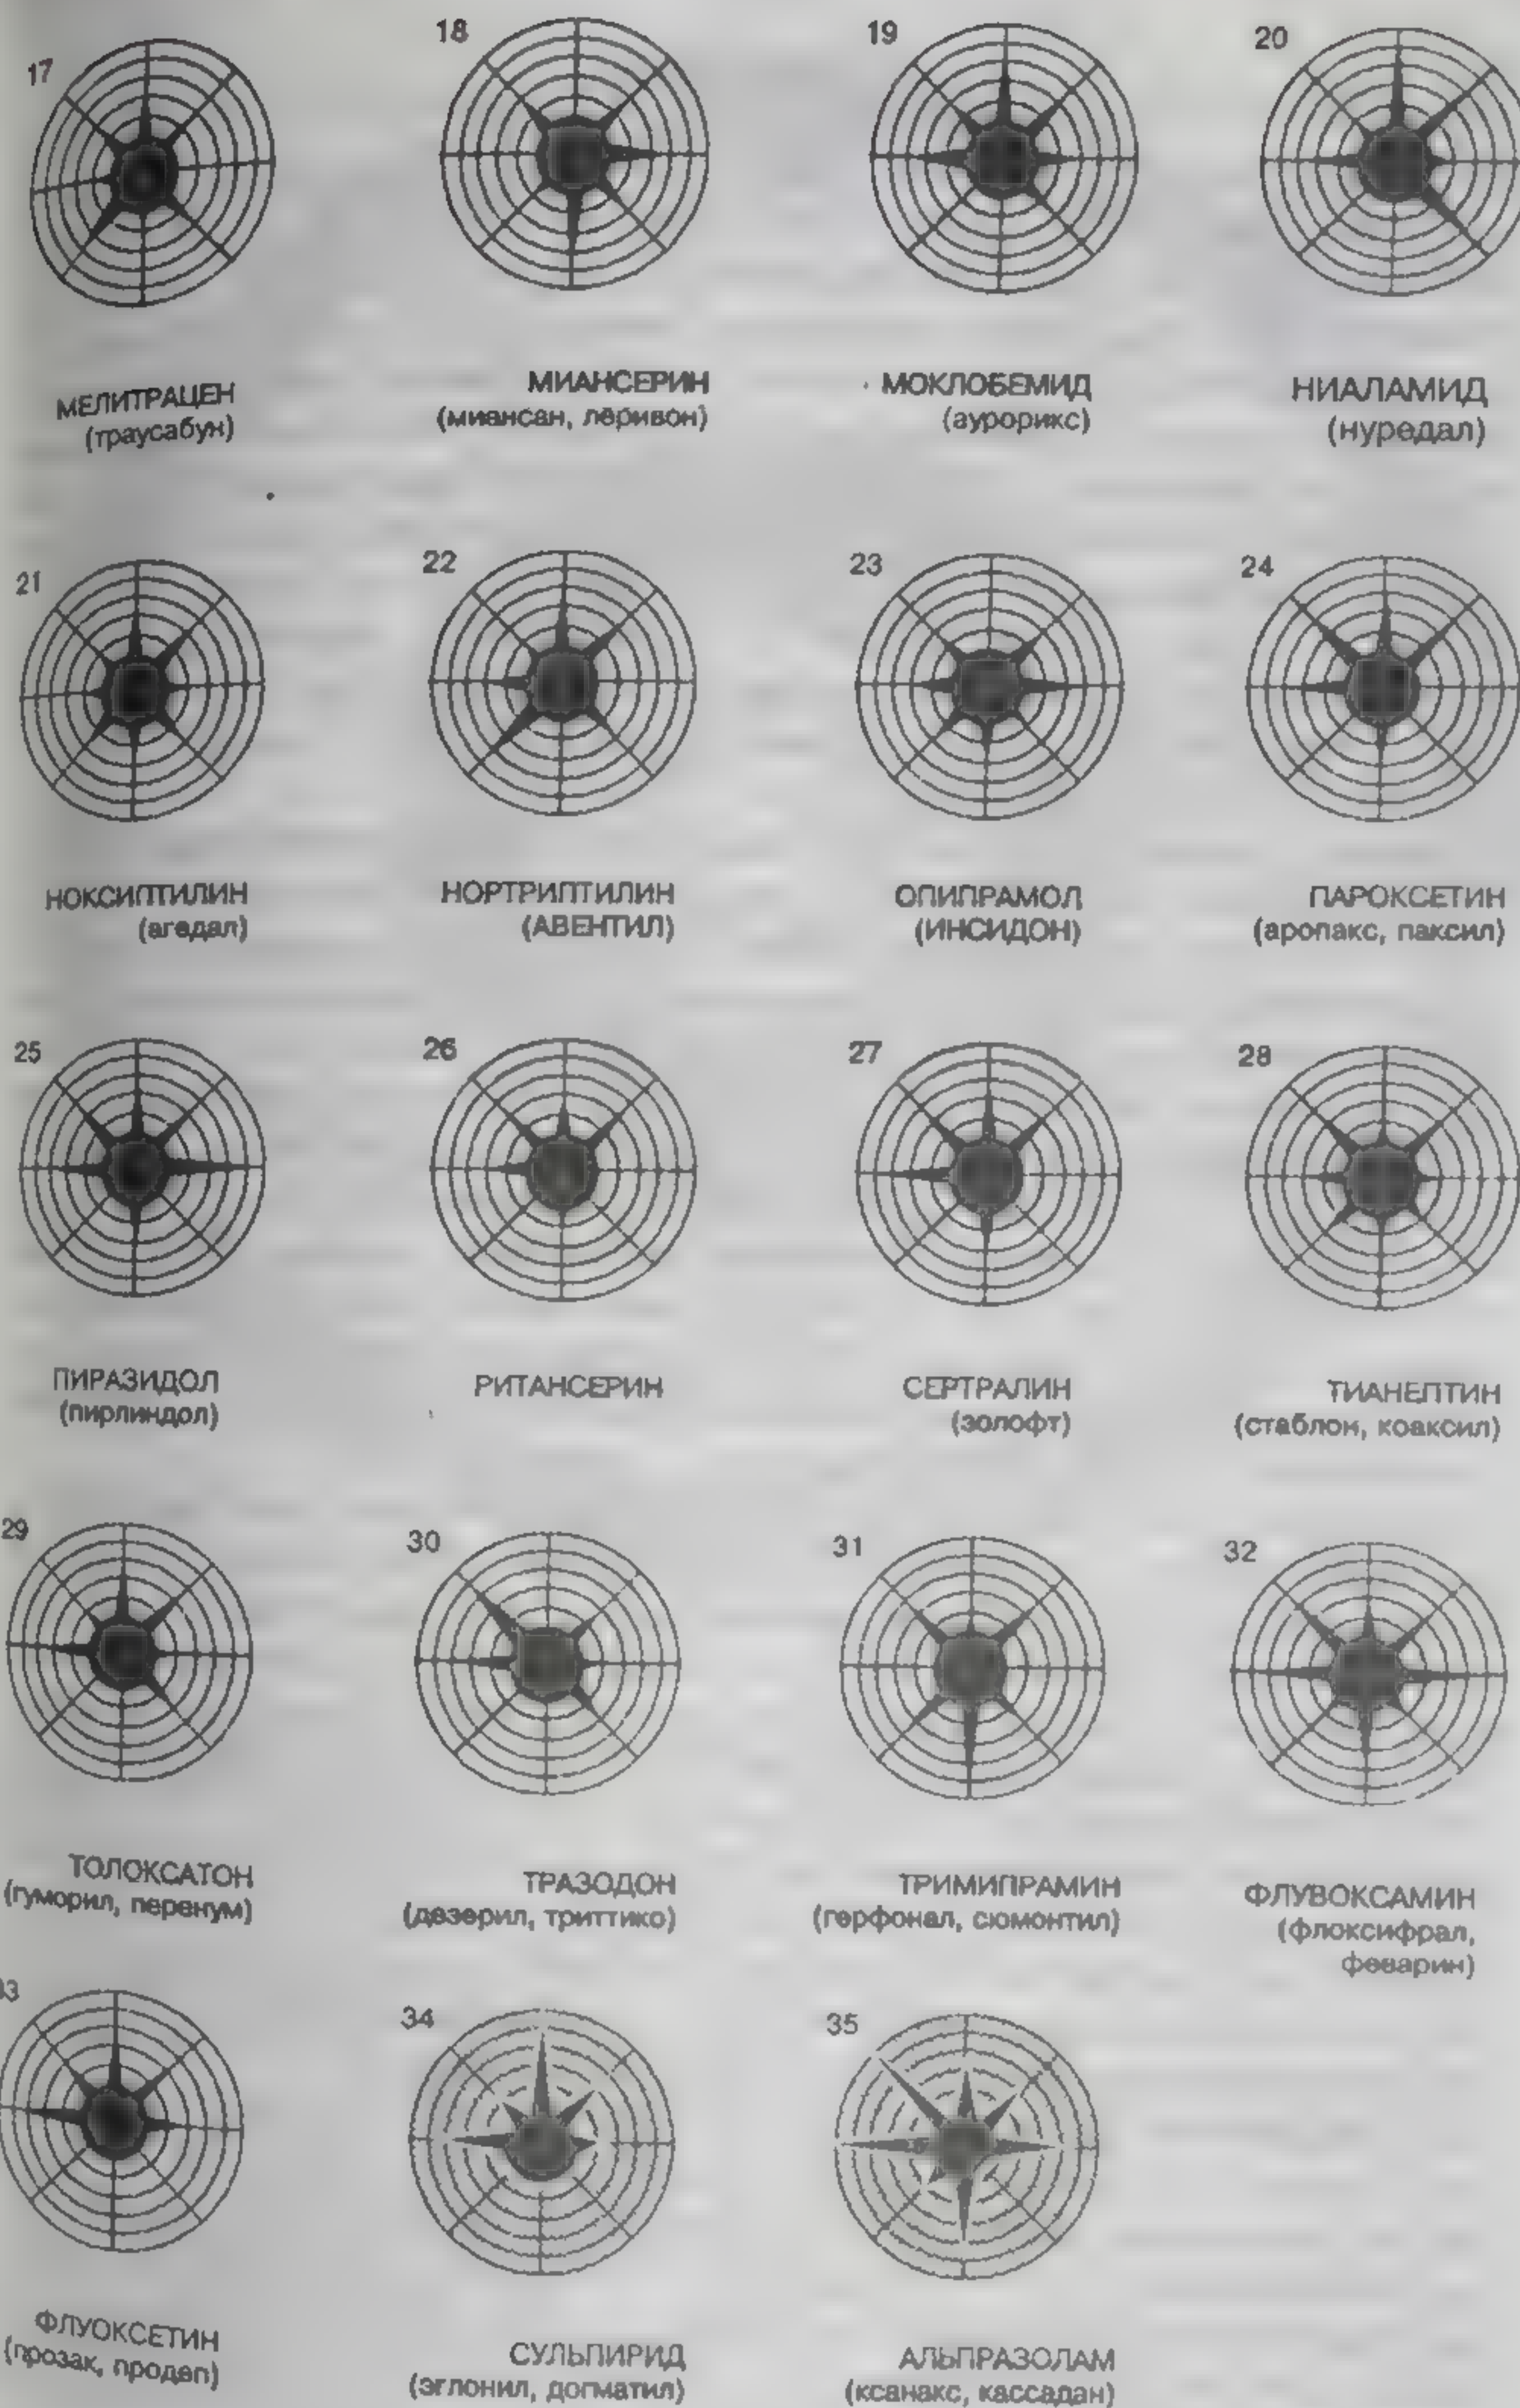 17
18
19
20
МЕЛИТРАЦЕН
(траусабун)
МИАНСЕРИН
(миансан, леривон)
МОКЛОБЕМИД
(аурорикс)
НИАЛАМИД
(нуредал)
21
22
23
24
НОКСИПТИЛИН
(агедал)
НОРТРИПТИЛИН
(АВЕНТИЛ)
ОПИПРАМОЛ
(ИНСИДОН)
ПАРОКСЕТИН
(аропакс, паксил)
25
26
27
28
ПИРАЗИДОЛ
(пирлиндол)
РИТАНСЕРИН
СЕРТРАЛИН
(золофт)
ТИАНЕПТИН
(стаблон, коаксил)
29
30
31
32
ТОЛОКСАТОН
(гуморил, перенум)
ТРАЗОДОН
(дезерил, триттико)
ТРИМИПРАМИН
(герфонал, сюмонтил)
ФЛУВОКСАМИН
(флоксифрал,
феварин)
33
34
35
ФЛУОКСЕТИН
(прозак, продеп)
СУЛЬПИРИД
(эглонил, догматил)
АЛЬПРАЗОЛАМ
(ксанакс, кассадан)